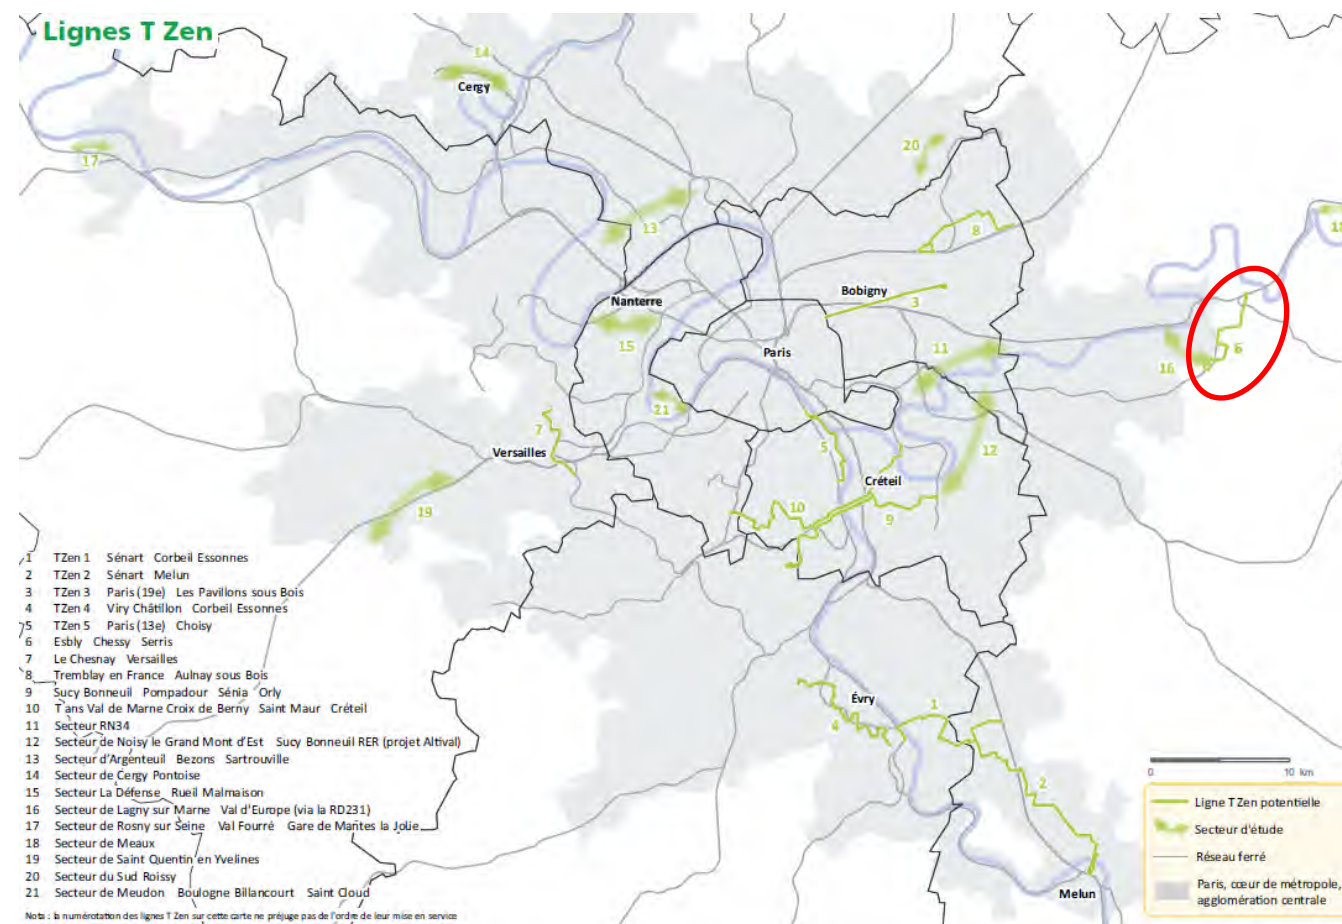 Lignes T Zen
14
Cergy
17
20
13
8
18
Nanterre
Bobigny
3
15
Paris
11
16
6
21
7
Versailles
5
12
Créteil
10
9
19
1 TZen 1 Sénart Corbeil Essonnes
2 TZen 2 Sénart Melun
3 TZen 3 Paris (19e) Les Pavillons sous Bois
4 TZen 4 Viry Châtillon Corbeil Essonnes
5 TZen 5 Paris (13e) Choisy
6 Esbly Chessy Serris
7 Le Chesnay Versailles
8 Tremblay en France Aulnay sous Bois
9 Sucy Bonneuil Pompadour Sénia Orly
10 T ans Val de Marne Croix de Berny Saint Maur Créteil
11 Secteur RN34
12 Secteur de Noisy le Grand Mont d'Est Sucy Bonneuil RER (projet Altival)
13 Secteur d'Argenteuil Bezons Sartrouville
14 Secteur de Cergy Pontoise
15 Secteur La Défense Rueil Malmaison
16 Secteur de Lagny sur Marne Val d'Europe (via la RD231)
17 Secteur de Rosny sur Seine Val Fourré Gare de Mantes la Jolie
18 Secteur de Meaux
19 Secteur de Saint Quentin en Yvelines
20 Secteur du Sud Roissy
21 Secteur de Meudon Boulogne Billancourt Saint Cloud
Nota : la numérotation des lignes T Zen sur cette carte ne préjuge pas de l'ordre de leur mise en service
Évry
1
4
2
Melun
0 10 km
Ligne T Zen potentielle
Secteur d'étude
Réseau ferré
Paris, cœur de métropole,
agglomération centrale